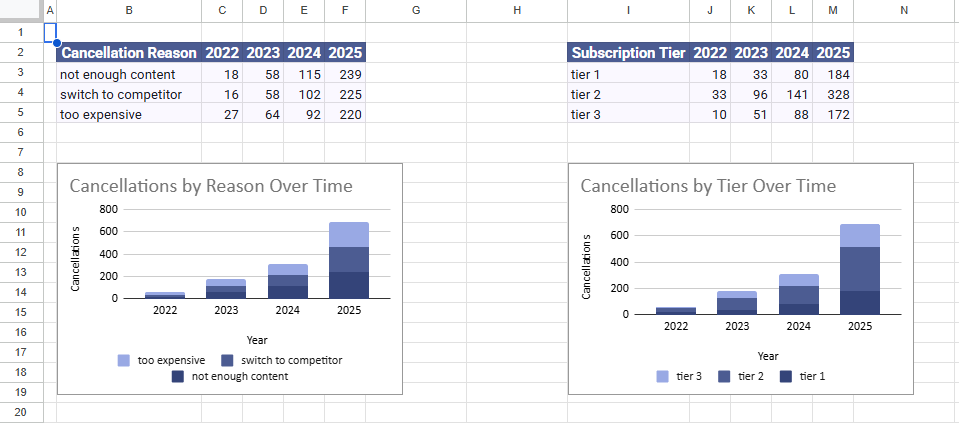 A B C D E F G H I J K L M N
1
2 Cancellation Reason 2022 2023 2024 2025 Subscription Tier 2022 2023 2024 2025
3 not enough content 18 58 115 239 tier 1 18 33 80 184
4 switch to competitor 16 58 102 225 tier 2 33 96 141 328
5 too expensive 27 64 92 220 tier 3 10 51 88 172
6
7
8
9
10
11
12
13
14
15
16
17
18
19
20
Cancellations by Reason Over Time
Cancellations
800
600
400
200
0
2022 2023 2024 2025
Year
too expensive switch to competitor
not enough content
Cancellations by Tier Over Time
Cancellations
800
600
400
200
0
2022 2023 2024 2025
Year
tier 3 tier 2 tier 1